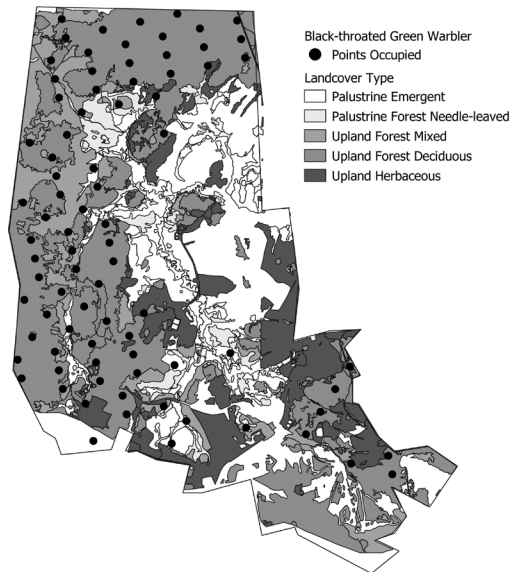 Black-throated Green Warbler
Points Occupied
Landcover Type
Palustrine Emergent
Palustrine Forest Needle-leaved
Upland Forest Mixed
Upland Forest Deciduous
Upland Herbaceous